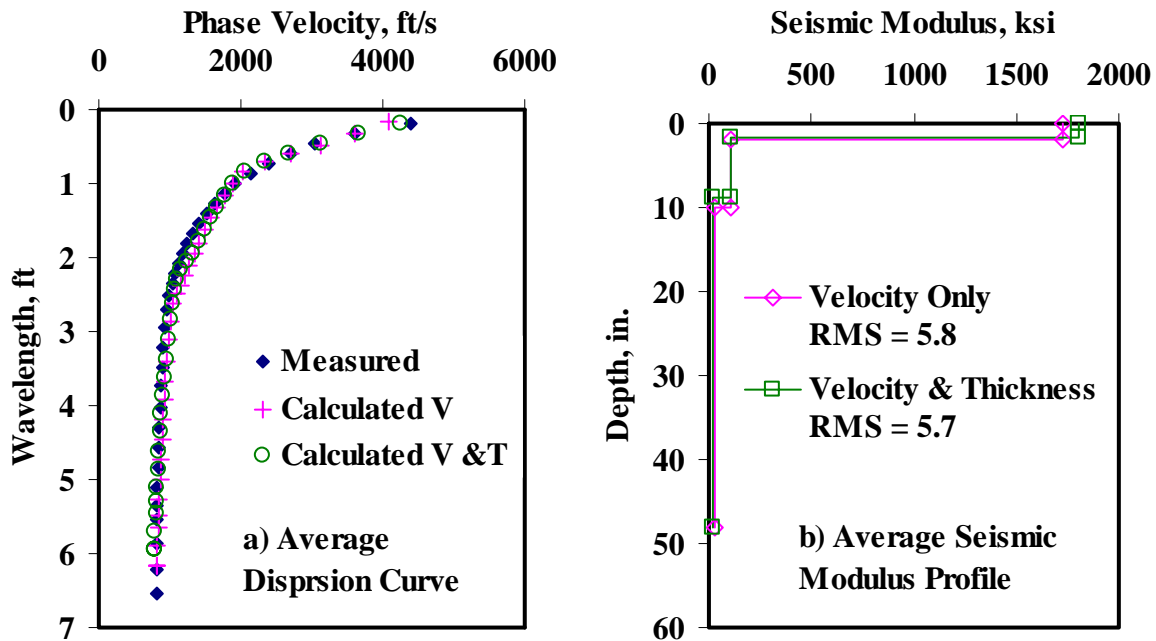 Phase Velocity, ft/s
0 2000 4000 6000
0
1
2
3
4
5
6
7
Wavelength, ft
Measured
Calculated V
Calculated V &T
a) Average
Disprsion Curve
Seismic Modulus, ksi
0 500 1000 1500 2000
0
10
20
30
40
50
60
Depth, in.
Velocity Only
RMS = 5.8
Velocity & Thickness
RMS = 5.7
b) Average Seismic
Modulus Profile